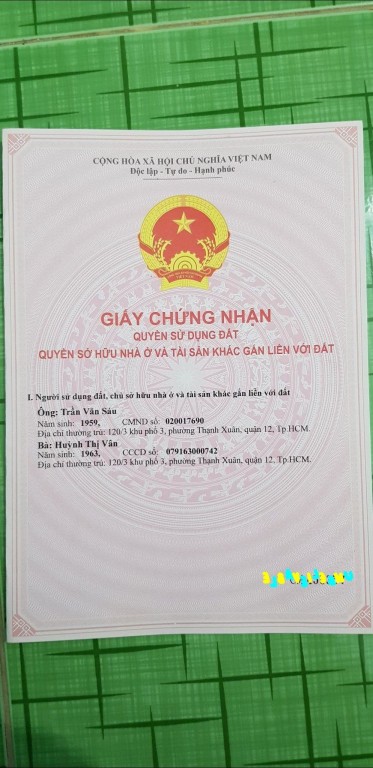 CỘNG HÒA XÃ HỘI CHỦ NGHĨA VIỆT NAM
Độc lập - Tự do - Hạnh phúc
GIẤY CHỨNG NHẬN
QUYỀN SỬ DỤNG ĐẤT
QUYỀN SỞ HỮU NHÀ Ở VÀ TÀI SẢN KHÁC GẮN LIỀN VỚI ĐẤT
I. Người sử dụng đất, chủ sở hữu nhà ở và tài sản khác gắn liền với đất
Ông: Trần Văn Sáu
Năm sinh: 1959, CMND số: 020017690
Địa chỉ thường trú: 120/3 khu phố 3, phường Thạnh Xuân, quận 12, Tp.HCM.
Bà: Huỳnh Thị Vân
Năm sinh: 1963, CCCD số: 079163000742
Địa chỉ thường trú: 120/3 khu phố 3, phường Thạnh Xuân, quận 12, Tp.HCM.